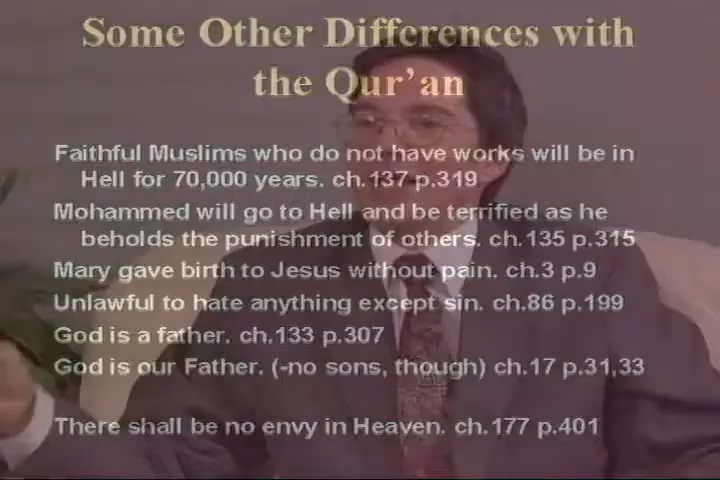 Some Other Differences with
the Qur'an
Faithful Muslims who do not have works will be in
Hell for 70,000 years. ch.137 p.319
Mohammed will go to Hell and be terrified as he
beholds the punishment of others. ch.135 p.315
Mary gave birth to Jesus without pain. ch.3 p.9
Unlawful to hate anything except sin. ch.86 p.199
God is a father. ch.133 p.307
God is our Father. (-no sons, though) ch.17 p.31,33
There shall be no envy in Heaven. ch.177 p.401